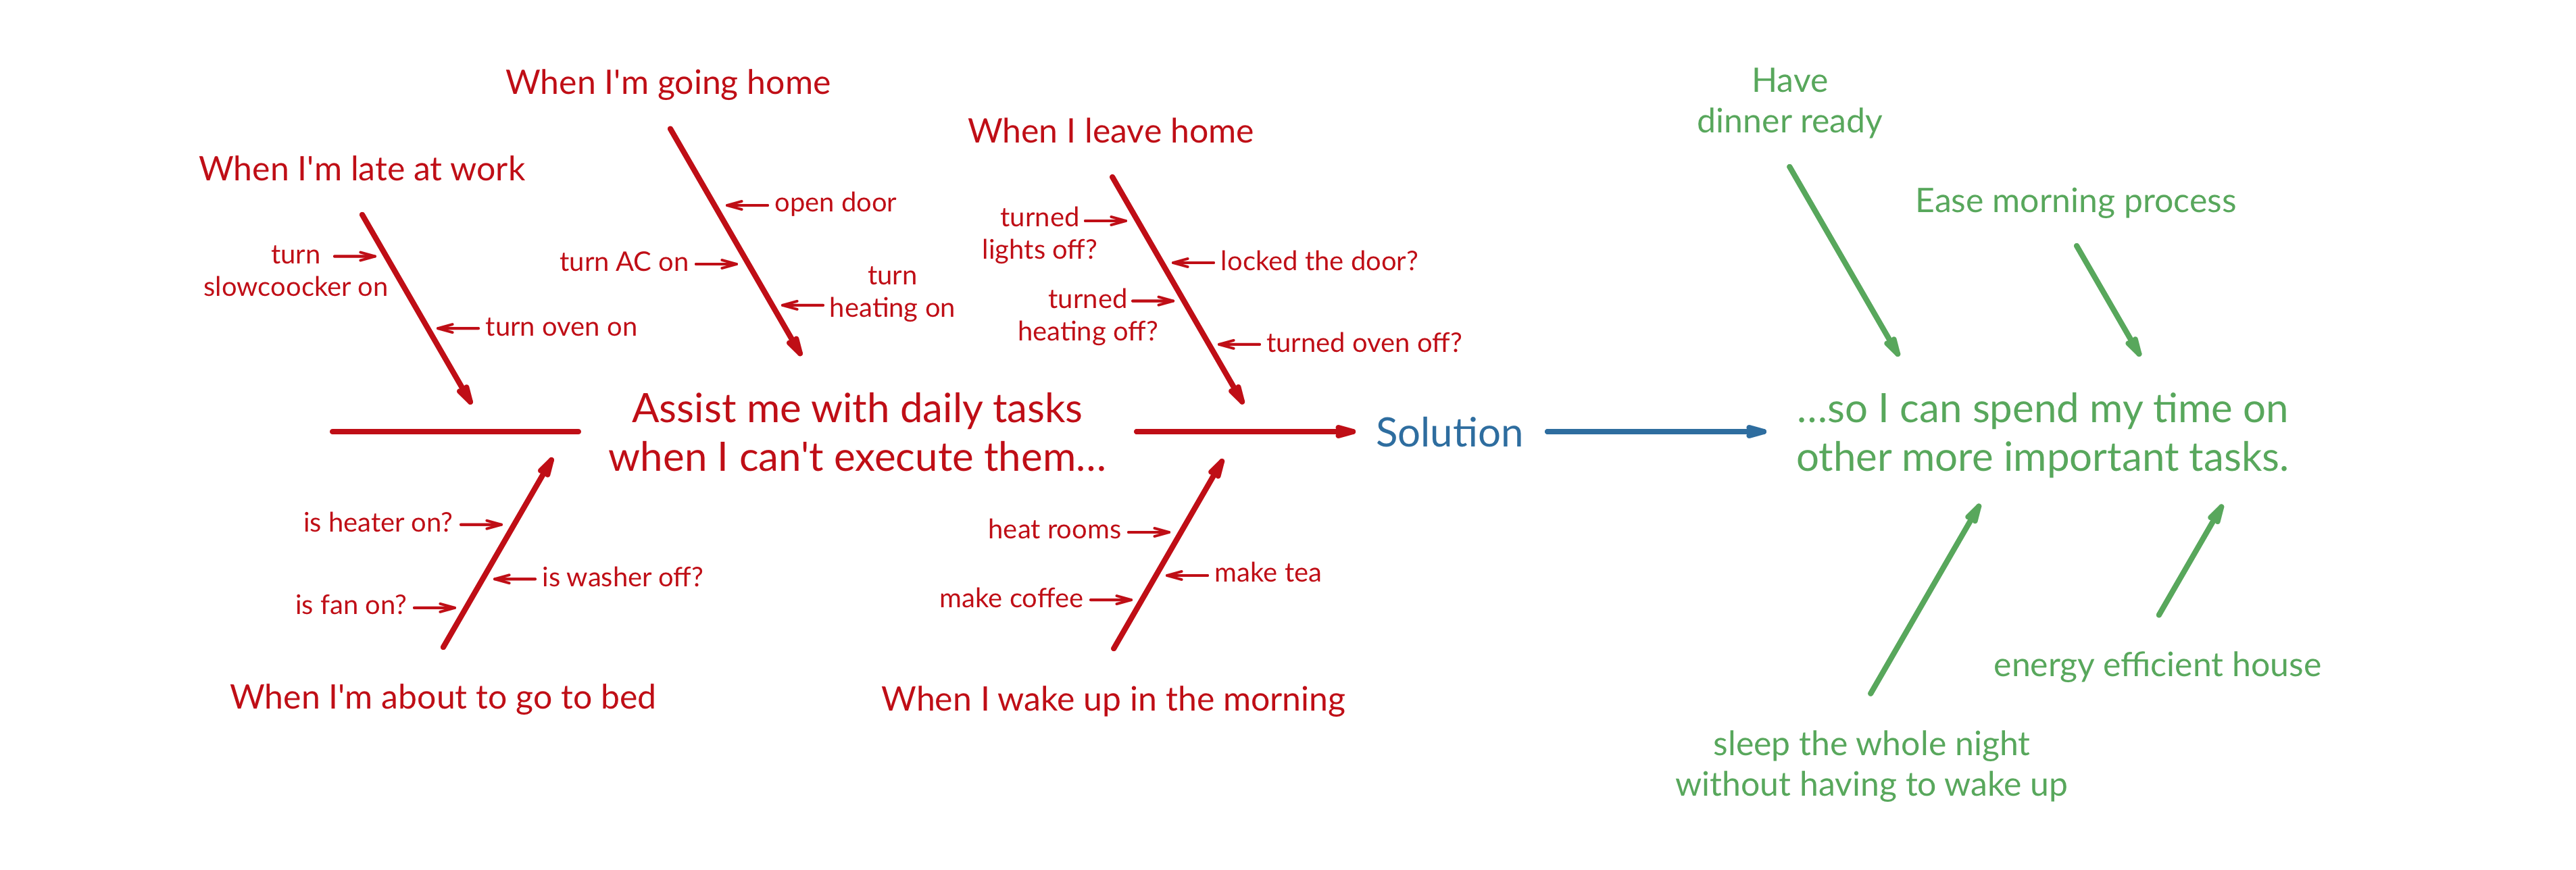 When I'm going home
When I'm late at work
When I leave home
turn
slowcoocker on
turn oven on
open door
turn AC on
turn
heating on
turned
lights off?
locked the door?
turned
heating off?
turned oven off?
Assist me with daily tasks
when I can't execute them...
Solution
is heater on?
is washer off?
is fan on?
When I'm about to go to bed
heat rooms
make tea
make coffee
When I wake up in the morning
Have
dinner ready
Ease morning process
...so I can spend my time on
other more important tasks.
energy efficient house
sleep the whole night
without having to wake up